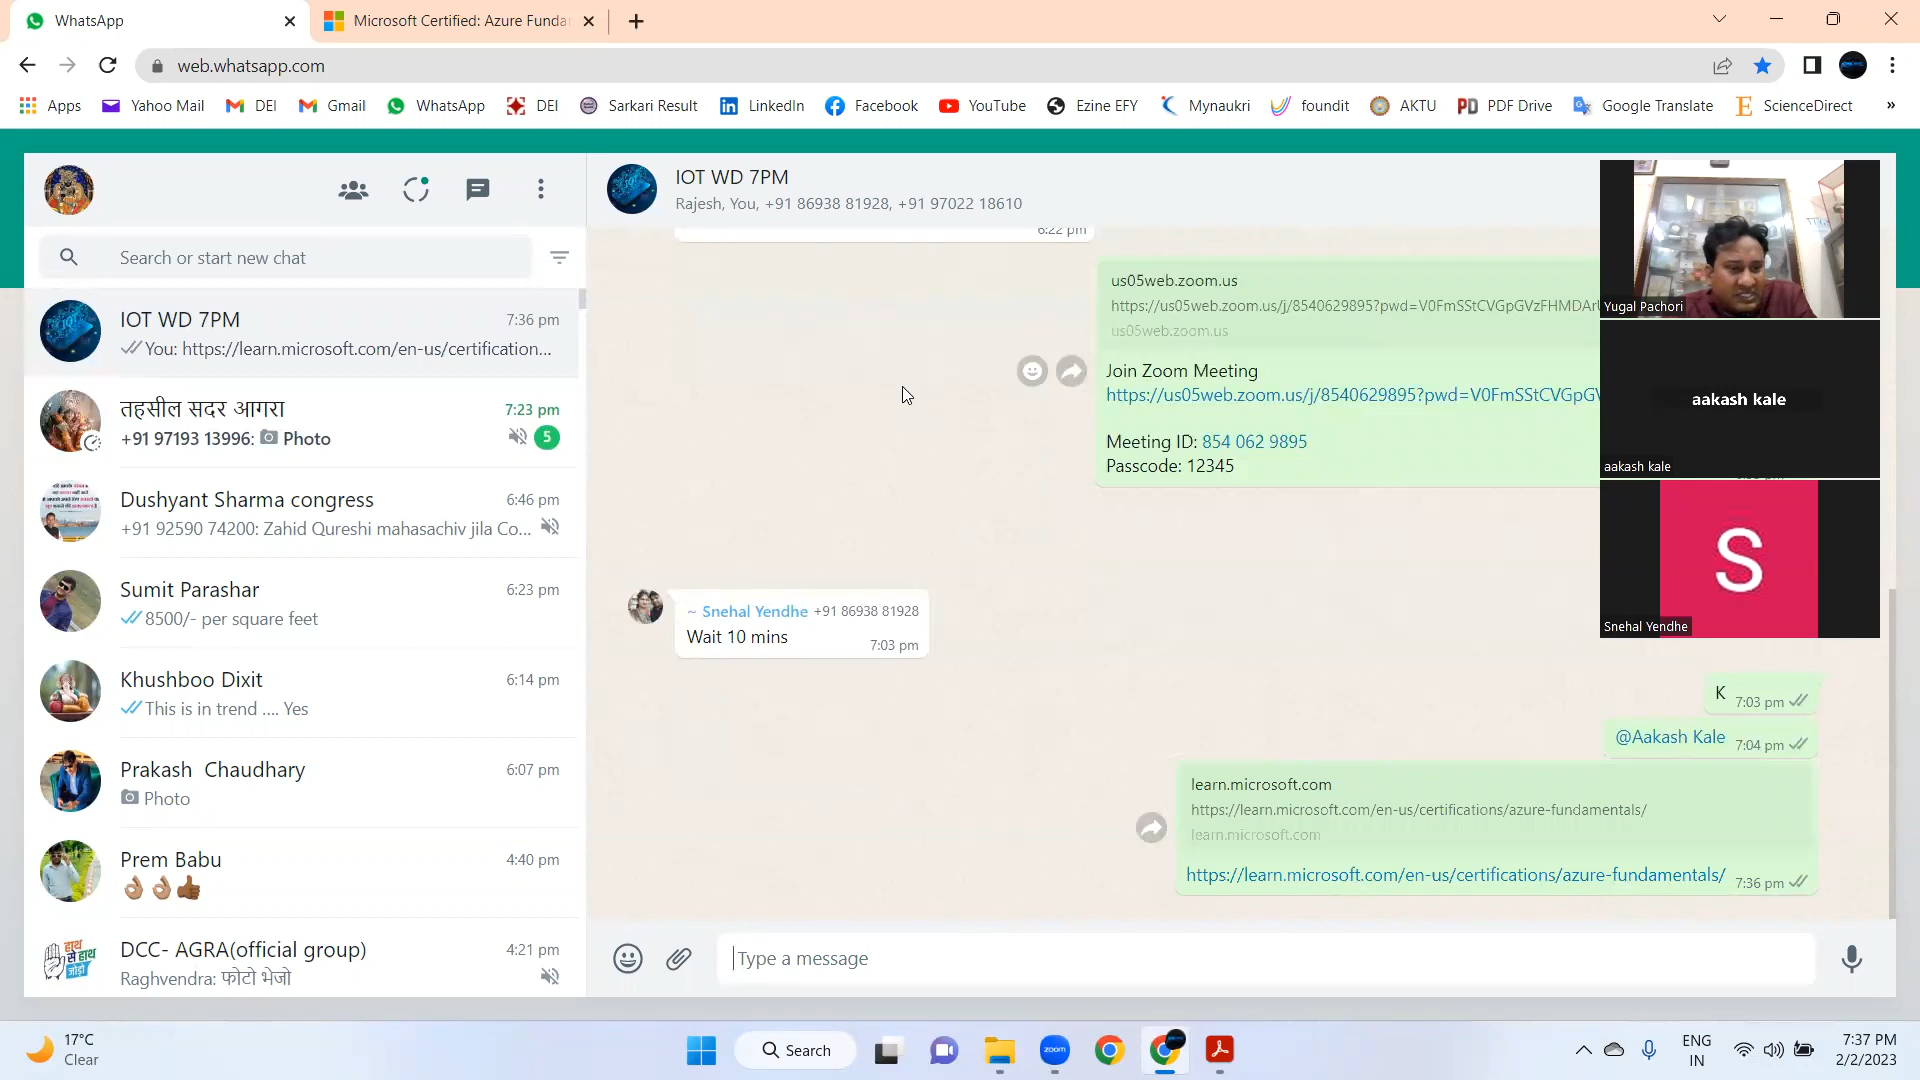 WhatsApp
Microsoft Certified: Azure Funda
web.whatsapp.com
Apps Yahoo Mail DEI Gmail WhatsApp DEI Sarkari Result LinkedIn Facebook YouTube Ezine EFY Mynaukri foundit AKTU PDF Drive Google Translate ScienceDirect »
Search or start new chat
IOT WD 7PM 7:36 pm
You: https://learn.microsoft.com/en-us/certification...
तहसील सदर आगरा 7:23 pm
+91 97193 13996: Photo 5
Dushyant Sharma congress 6:46 pm
+91 92590 74200: Zahid Qureshi mahasachiv jila Co...
Sumit Parashar 6:23 pm
8500/- per square feet
Khushboo Dixit 6:14 pm
This is in trend .... Yes
Prakash Chaudhary 6:07 pm
Photo
Prem Babu 4:40 pm
👌🏽👌🏽👍🏾
DCC- AGRA(official group) 4:21 pm
Raghvendra: फोटो भेजो
IOT WD 7PM
Rajesh, You, +91 86938 81928, +91 97022 18610
6:22 pm
us05web.zoom.us
https://us05web.zoom.us/j/8540629895?pwd=V0FmSStCVGpGVzFHMDAr
us05web.zoom.us
Join Zoom Meeting
https://us05web.zoom.us/j/8540629895?pwd=V0FmSStCVGpGV
Meeting ID: 854 062 9895
Passcode: 12345
~ Snehal Yendhe +91 86938 81928
Wait 10 mins
7:03 pm
K 7:03 pm
@Aakash Kale 7:04 pm
learn.microsoft.com
https://learn.microsoft.com/en-us/certifications/azure-fundamentals/
learn.microsoft.com
https://learn.microsoft.com/en-us/certifications/azure-fundamentals/ 7:36 pm
Type a message
Yugal Pachori
aakash kale
aakash kale
S
Snehal Yendhe
17°C
Clear
Search
zoom
ENG
IN
7:37 PM
2/2/2023